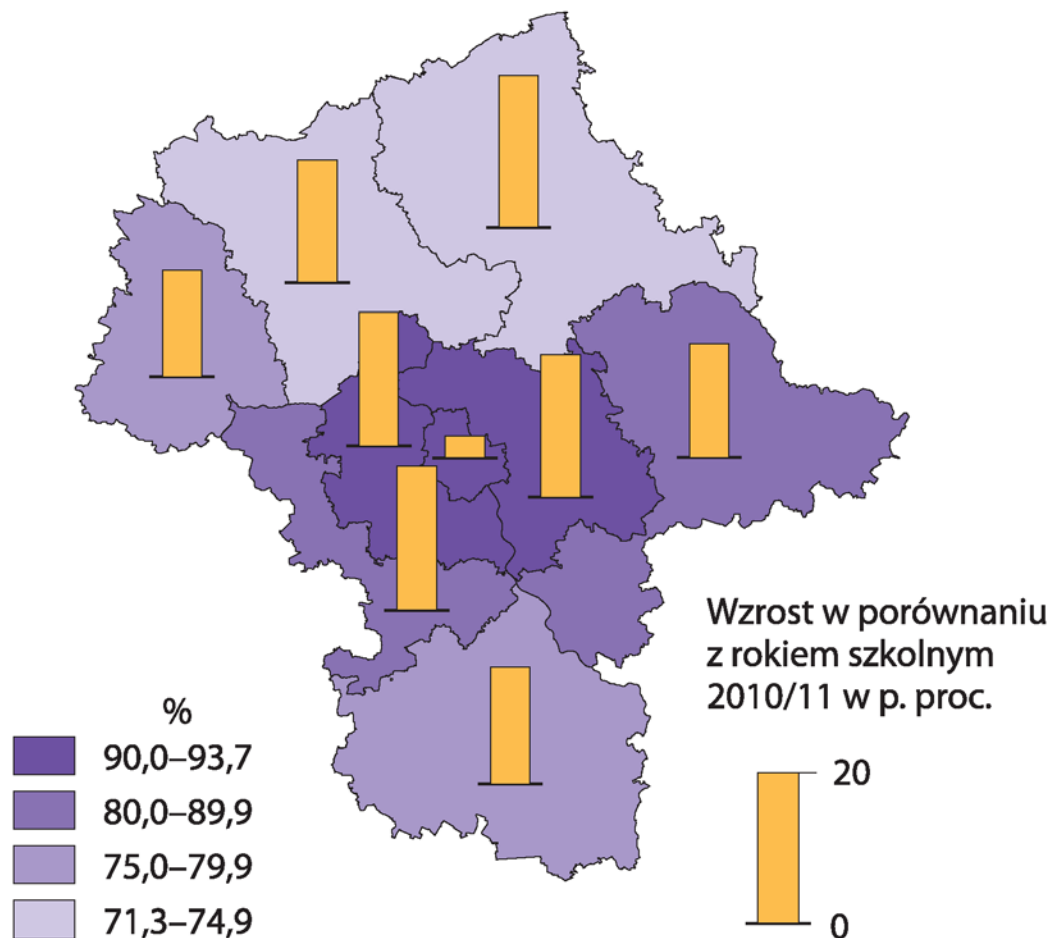 Wzrost w porównaniu
z rokiem szkolnym
2010/11 w p. proc.
20
0
%
90,0–93,7
80,0–89,9
75,0–79,9
71,3–74,9